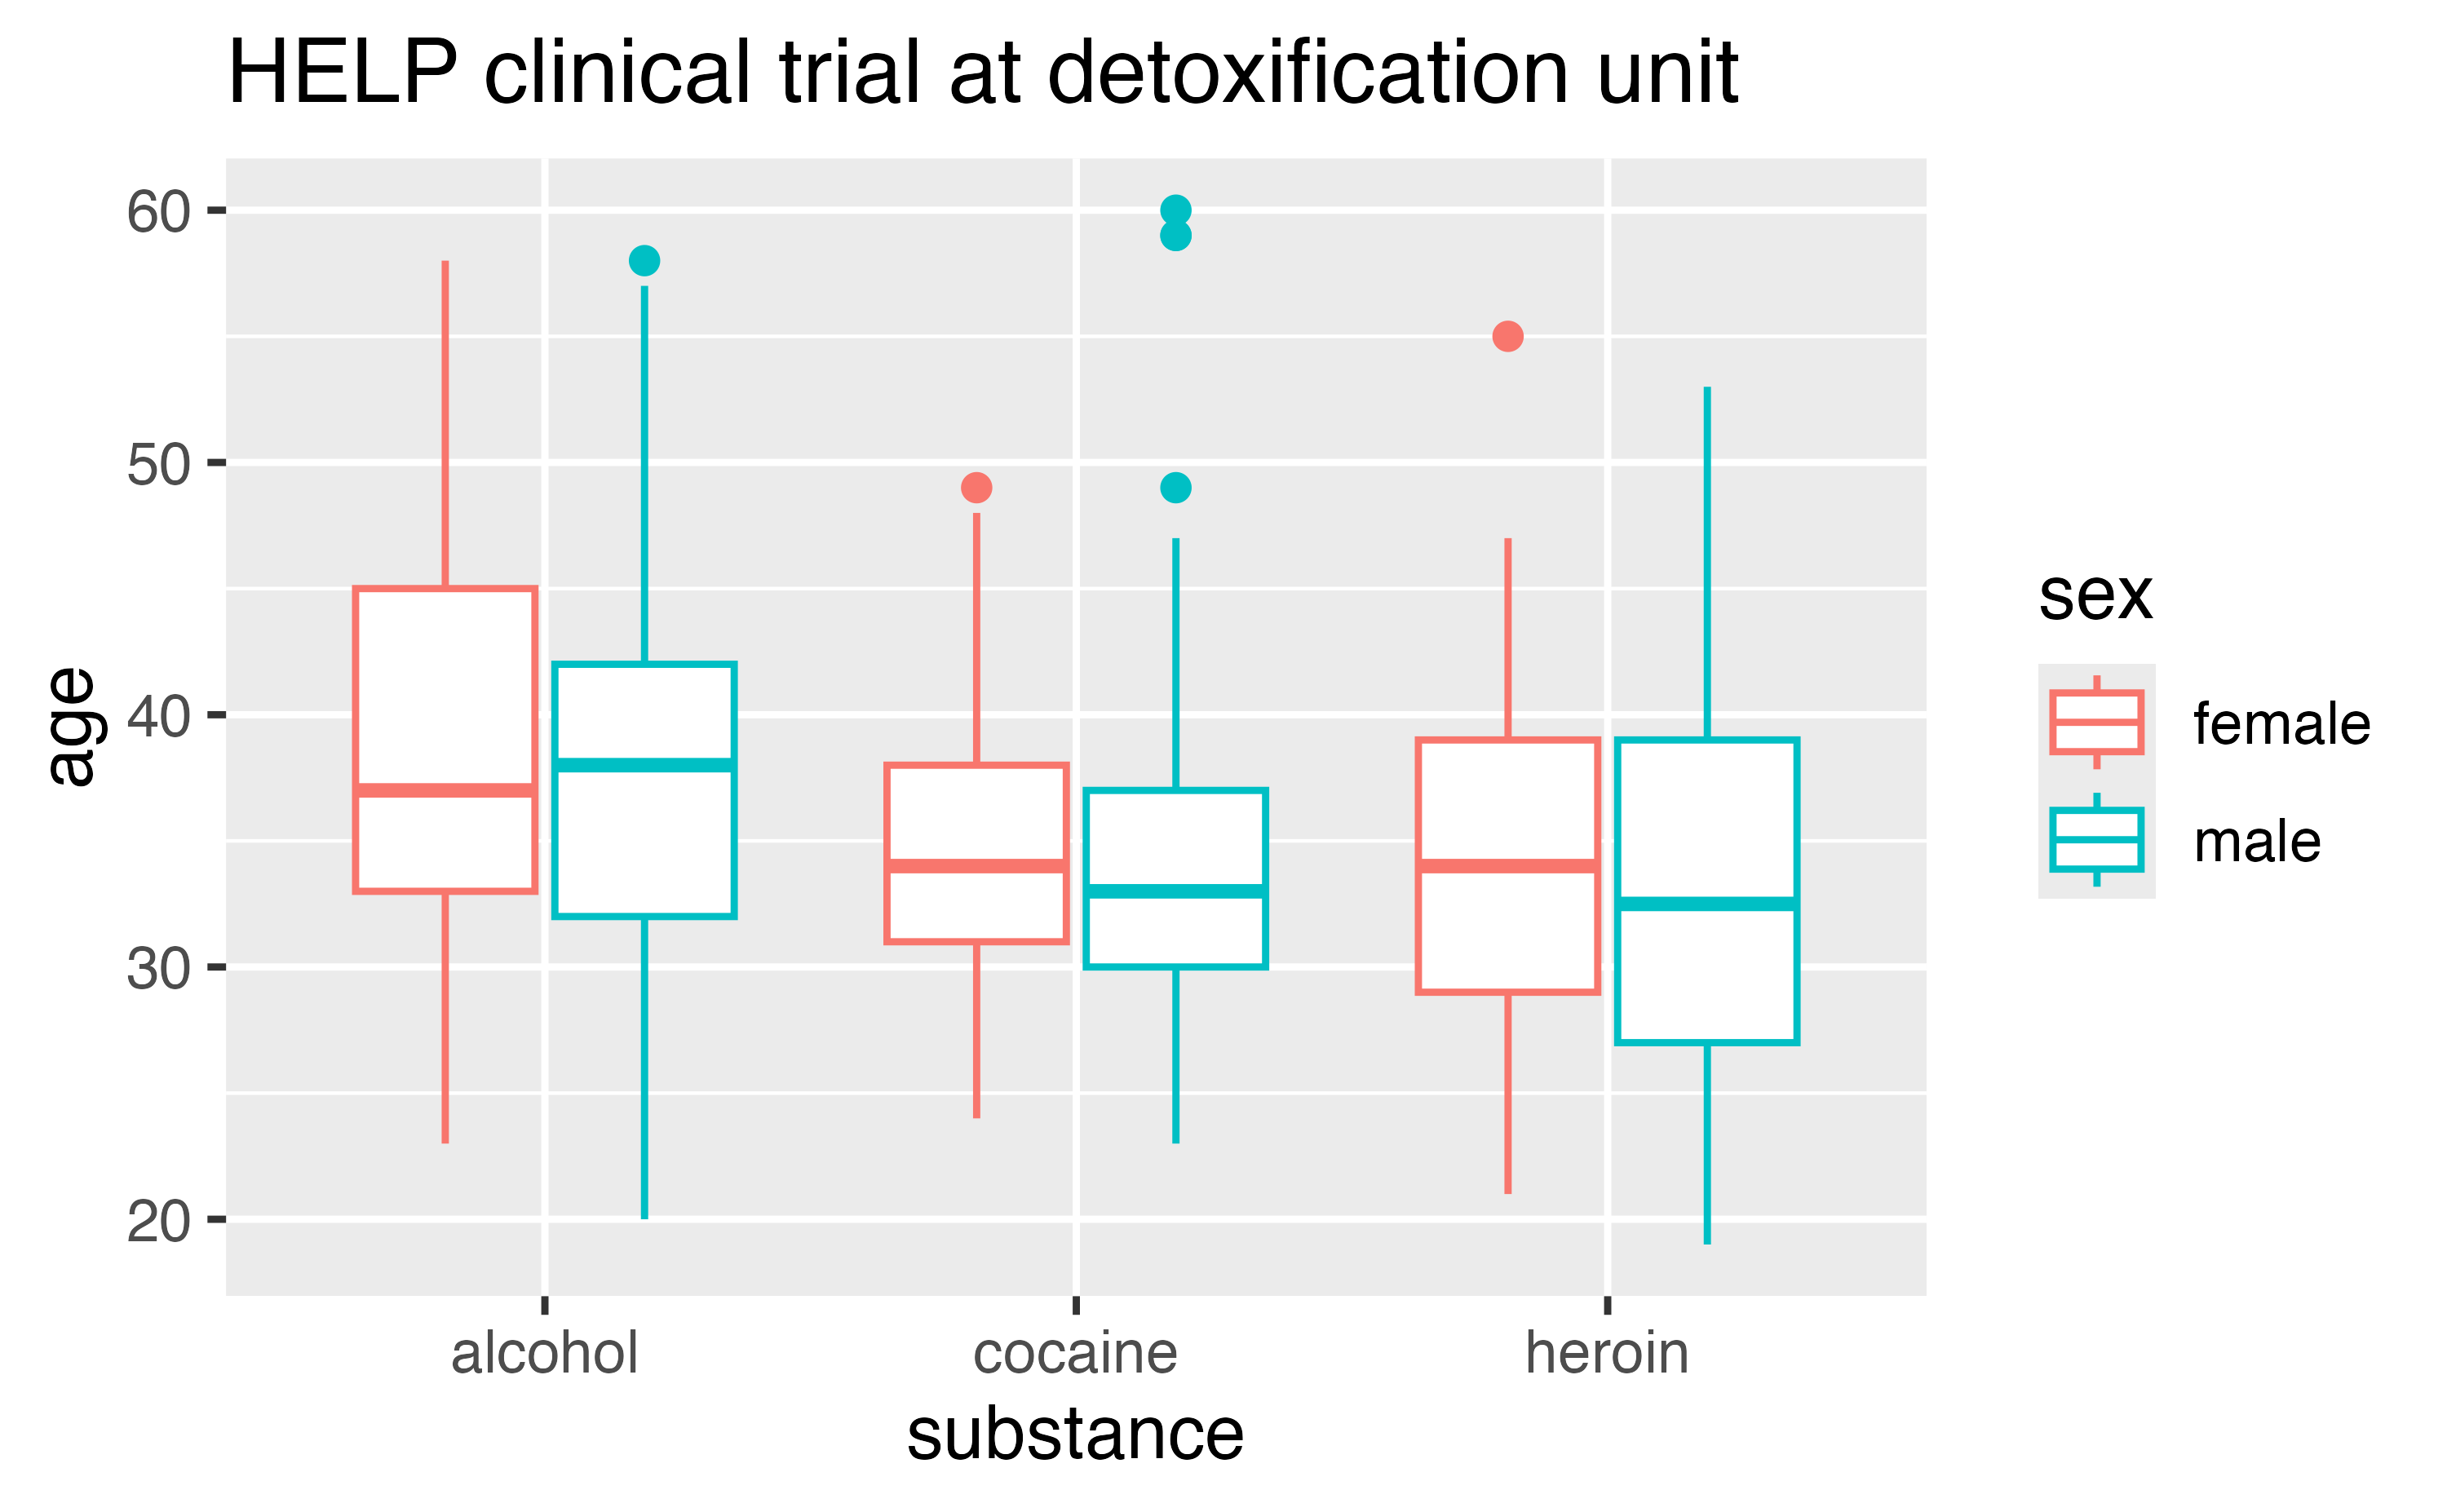 HELP clinical trial at detoxification unit
60
50
40
30
20
age
alcohol cocaine heroin
substance
sex
female
male